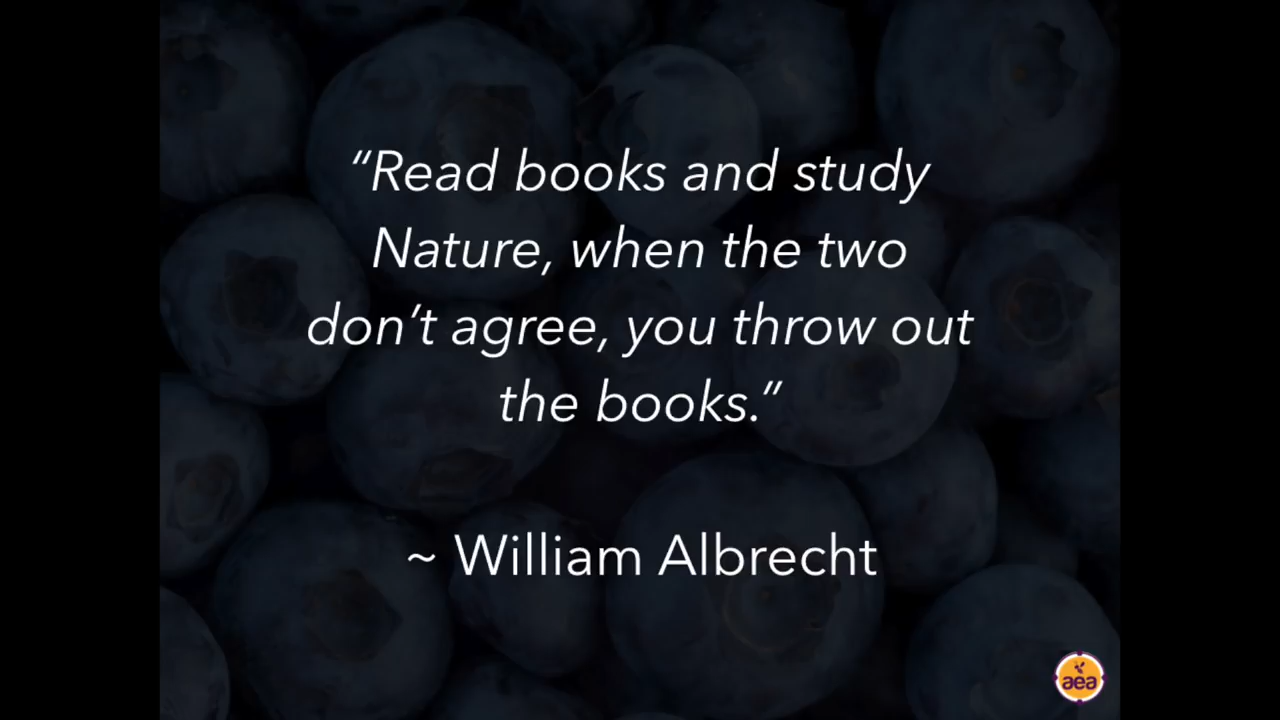 “Read books and study
Nature, when the two
don’t agree, you throw out
the books.”
~ William Albrecht
aea